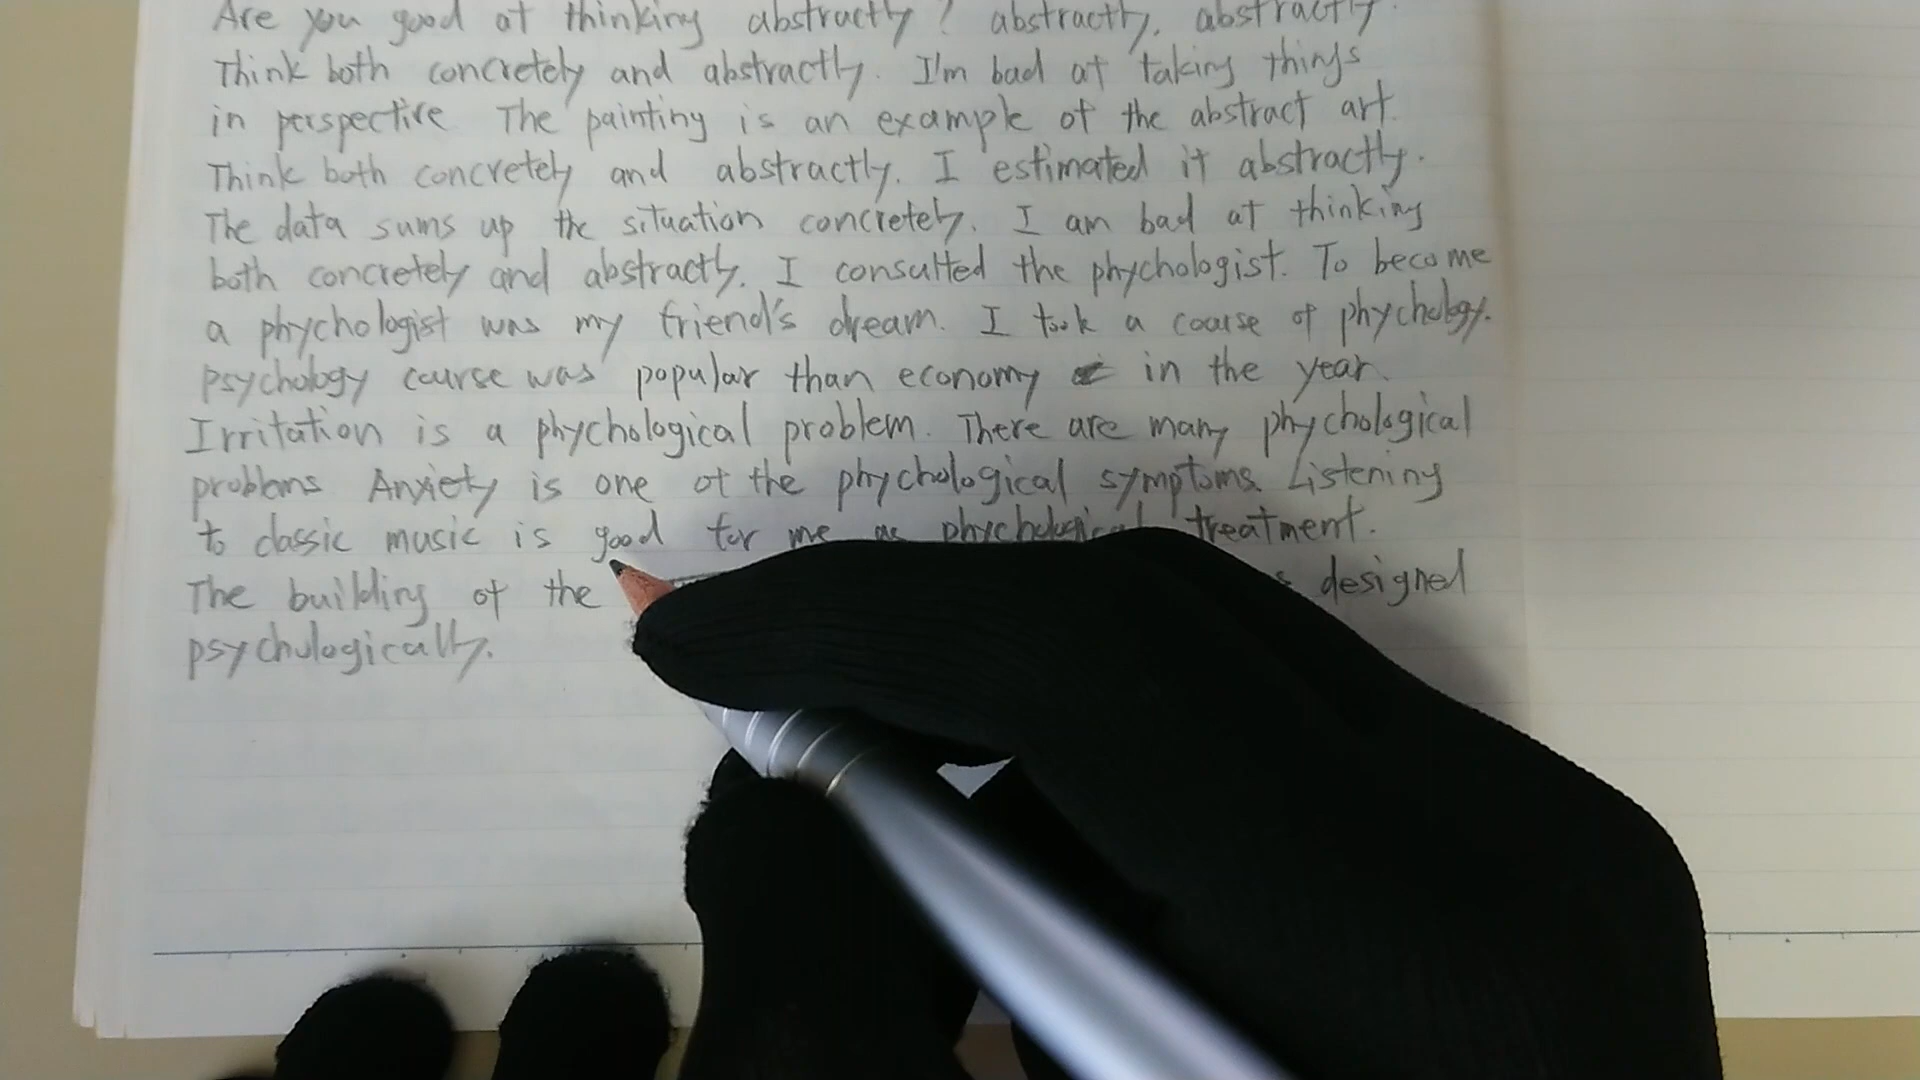 Are you good at thinking abstractly? abstractly, abstractly.
Think both concretely and abstractly. I'm bad at taking things
in perspective The painting is an example of the abstract art.
Think both concretely and abstractly. I estimated it abstractly.
The data sums up the situation concretely. I am bad at thinking
both concretely and abstractly. I consulted the phychologist. To become
a phychologist was my friend's dream. I took a course of phychology.
psychology course was popular than economy in the year.
Irritation is a phychological problem. There are many phychological
problems Anxiety is one of the phychological symptoms. Listening
to classic music is good for me as phychological treatment.
The building of the designed
psychologically.